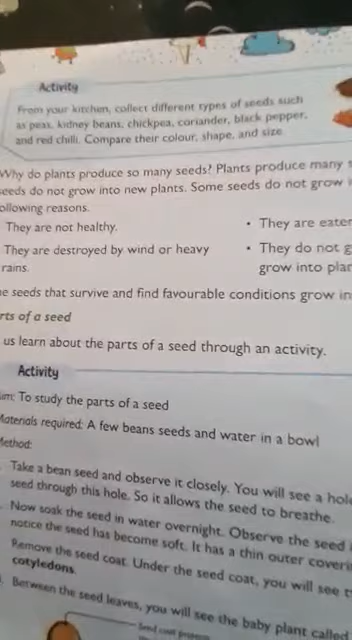 Activity
From your kitchen, collect different types of seeds such
as peas, kidney beans, chickpea, coriander, black pepper,
and red chilli. Compare their colour, shape, and size
Why do plants produce so many seeds? Plants produce many
seeds do not grow into new plants. Some seeds do not grow
ollowing reasons.
They are not healthy.
• They are eate
They are destroyed by wind or heavy
rains.
• They do not g
grow into plan
e seeds that survive and find favourable conditions grow in
rts of a seed
us learn about the parts of a seed through an activity.
Activity
im: To study the parts of a seed
Materials required: A few beans seeds and water in a bowl
Method:
Take a bean seed and observe it closely. You will see a hole
seed through this hole. So it allows the seed to breathe.
Now soak the seed in water overnight. Observe the seed
notice the seed has become soft. It has a thin outer coveri
Remove the seed coat. Under the seed coat, you will see t
cotyledons.
Between the seed leaves, you will see the baby plant called
Seed coat